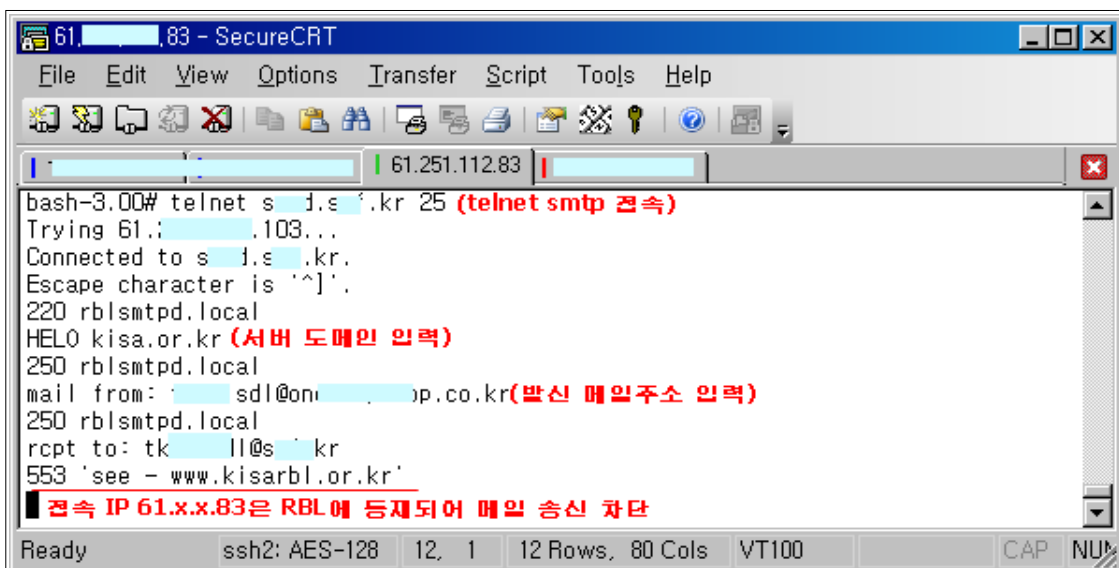 61. .83 - SecureCRT
File Edit View Options Transfer Script Tools Help
61.251.112.83
bash-3.00# telnet s d.s .kr 25 (telnet smtp 접속)
Trying 61. .103...
Connected to s d.s .kr.
Escape character is '^]'.
220 rblsmtpd.local
HELO kisa.or.kr (서버 도메인 입력)
250 rblsmtpd.local
mail from: sdl@on p.co.kr(발신 메일주소 입력)
250 rblsmtpd.local
rcpt to: tk ll@s kr
553 'see - www.kisarbl.or.kr'
접속 IP 61.x.x.83은 RBL에 등재되어 메일 송신 차단
Ready ssh2: AES-128 12, 1 12 Rows, 80 Cols VT100 CAP NUM